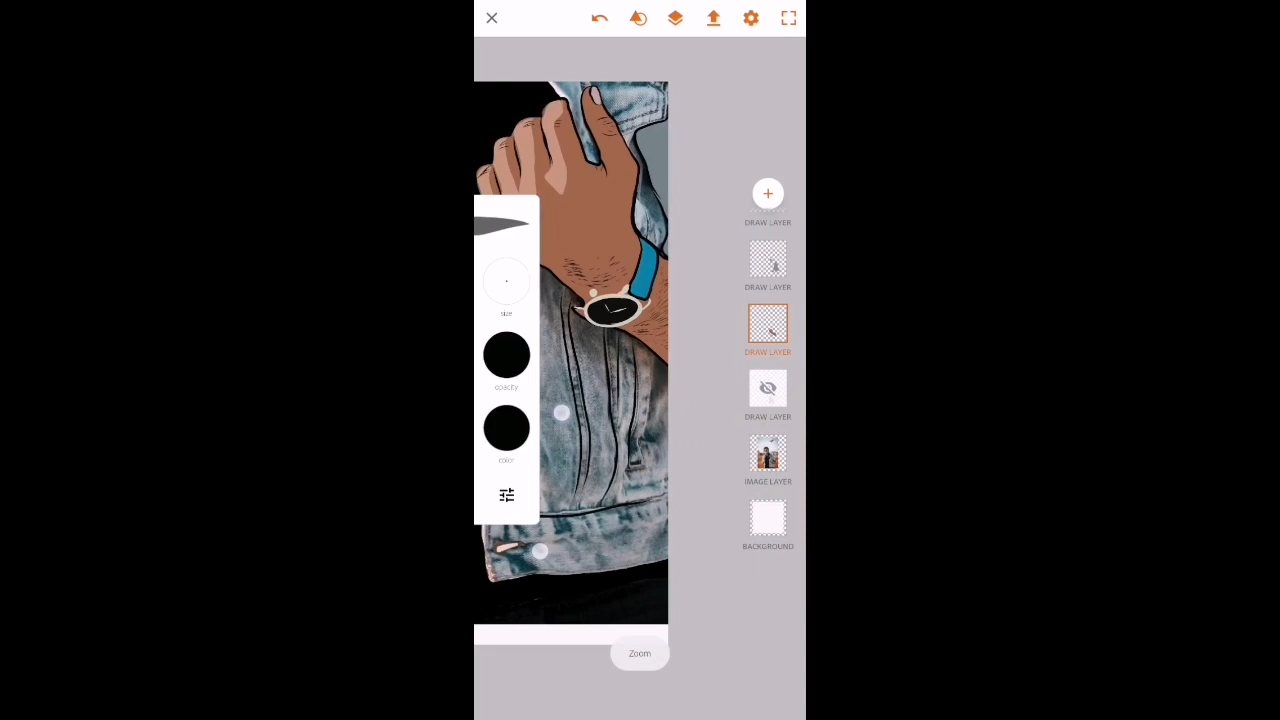 DRAW LAYER
DRAW LAYER
size
DRAW LAYER
opacity
DRAW LAYER
color
IMAGE LAYER
BACKGROUND
Zoom